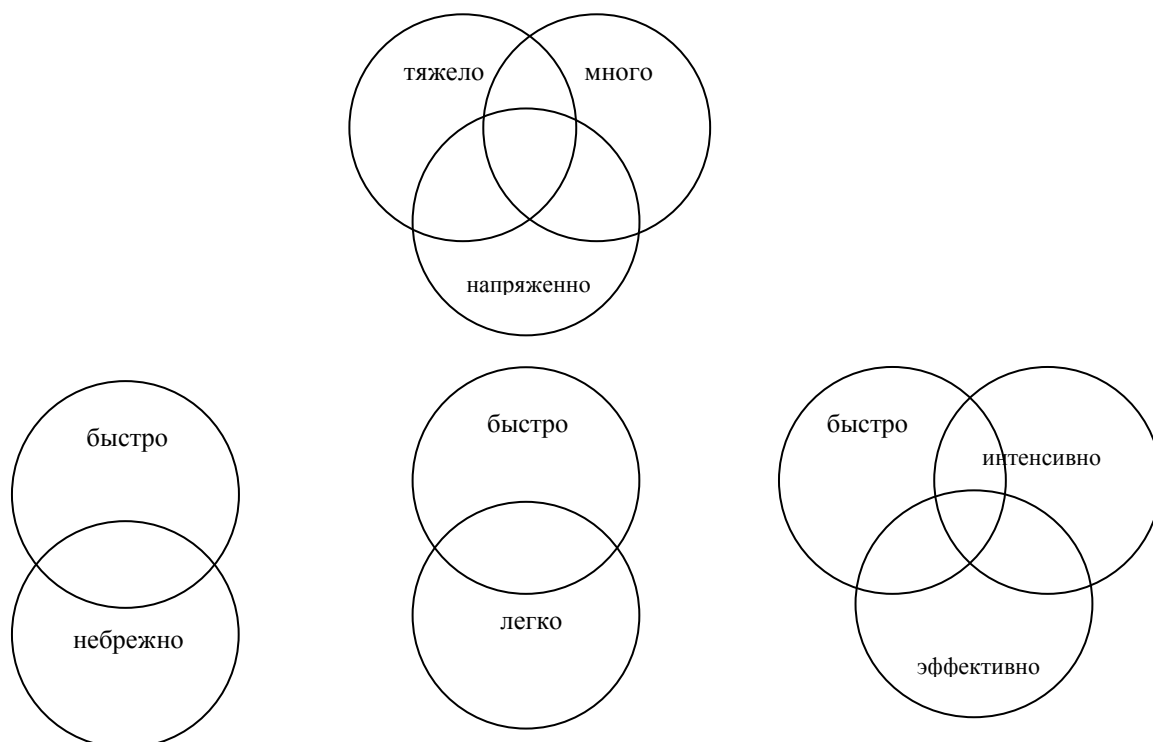 тяжело
много
напряженно
быстро
небрежно
быстро
легко
быстро
интенсивно
эффективно